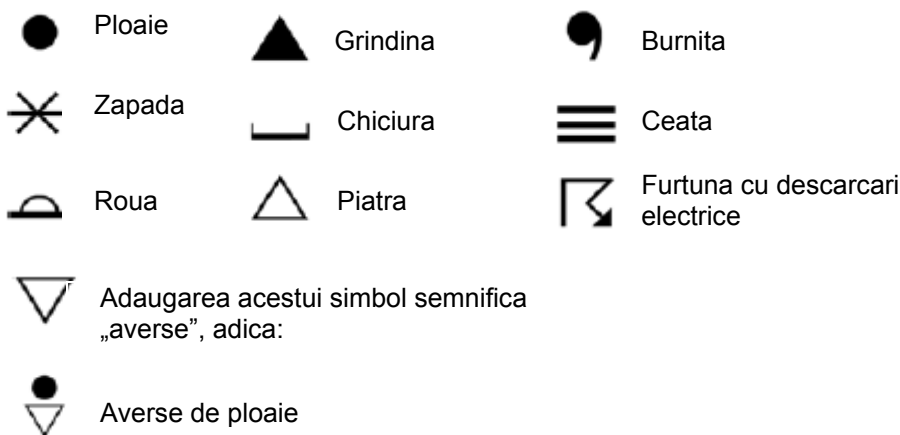 Ploaie
Grindina
Burnita
Zapada
Chiciura
Ceata
Roua
Piatra
Furtuna cu descarcari
electrice
Adaugarea acestui simbol semnifica
„averse”, adica:
Averse de ploaie